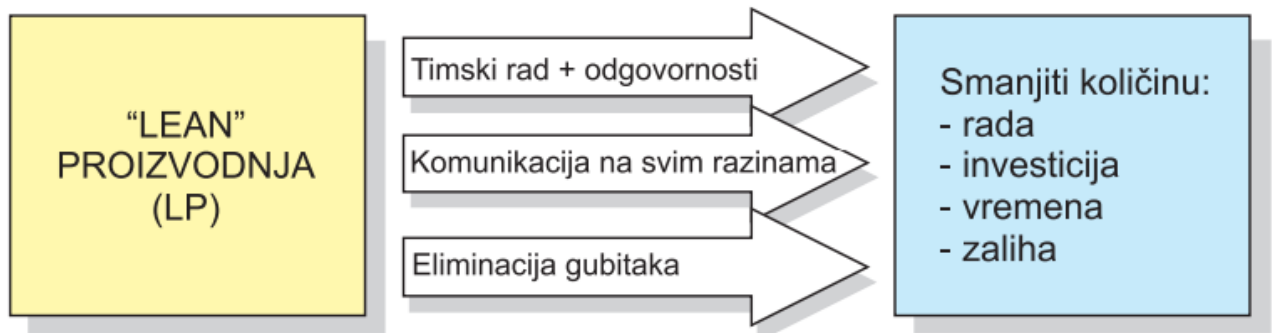 “LEAN”
PROIZVODNJA
(LP)
Timski rad + odgovornosti
Komunikacija na svim razinama
Eliminacija gubitaka
Smanjiti količinu:
- rada
- investicija
- vremena
- zaliha